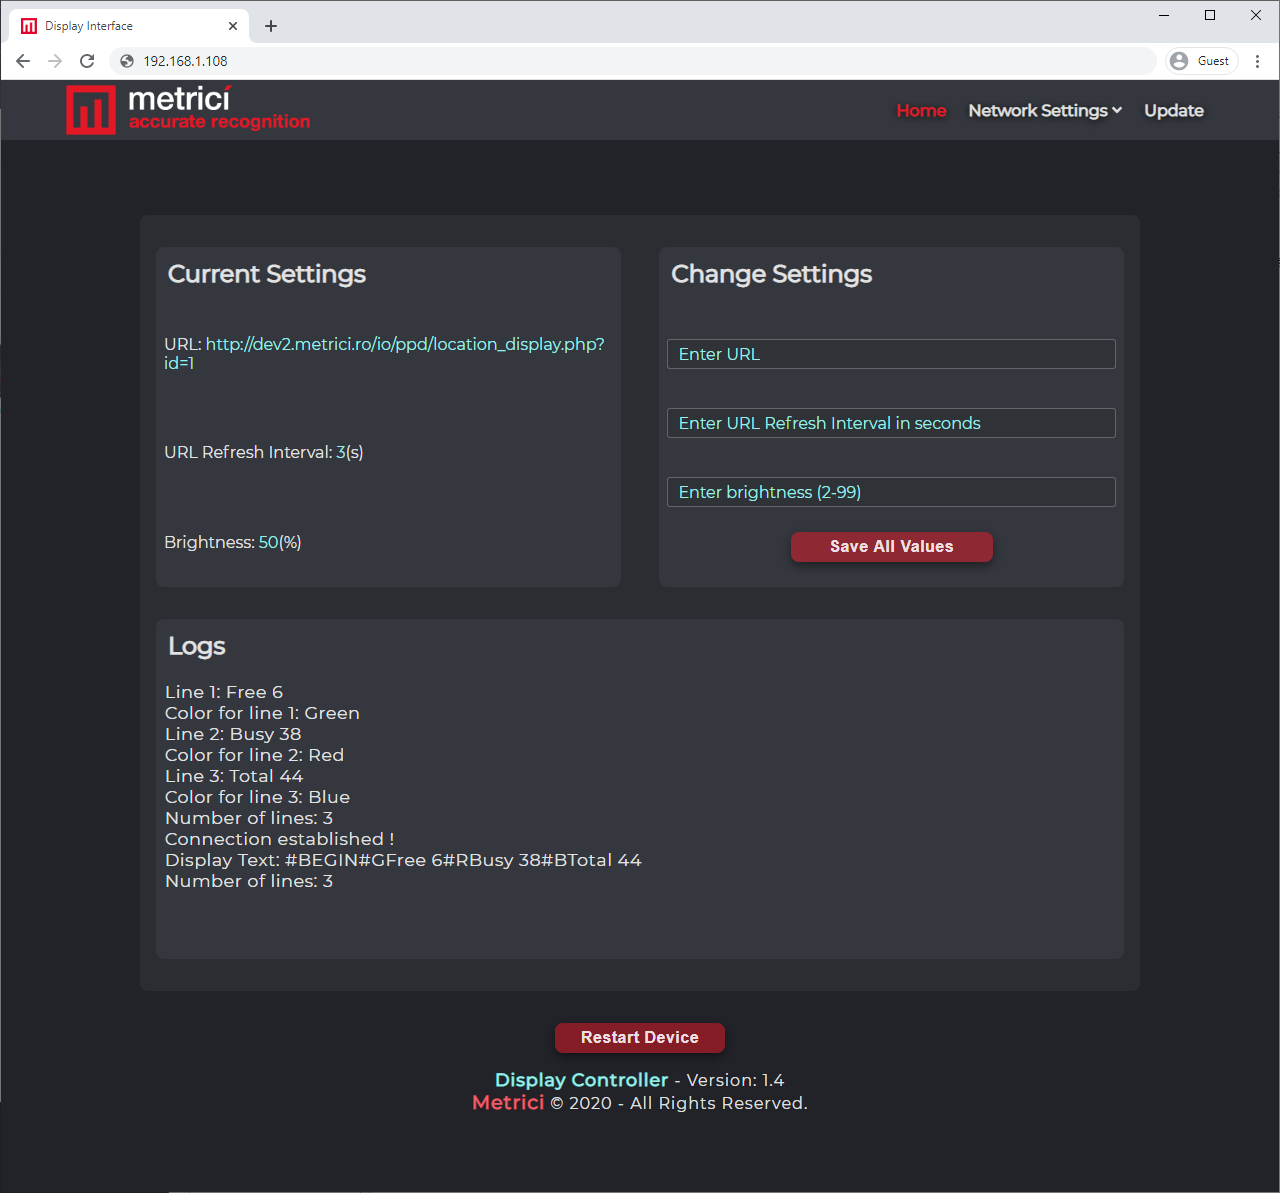 Display Interface
192.168.1.108
Guest
metrici
accurate recognition
Home
Network Settings
Update
Current Settings
URL: http://dev2.metrici.ro/io/ppd/location_display.php?
id=1
URL Refresh Interval: 3(s)
Brightness: 50(%)
Change Settings
Enter URL
Enter URL Refresh Interval in seconds
Enter brightness (2-99)
Save All Values
Logs
Line 1: Free 6
Color for line 1: Green
Line 2: Busy 38
Color for line 2: Red
Line 3: Total 44
Color for line 3: Blue
Number of lines: 3
Connection established !
Display Text: #BEGIN#GFree 6#RBusy 38#BTotal 44
Number of lines: 3
Restart Device
Display Controller - Version: 1.4
Metrici © 2020 - All Rights Reserved.